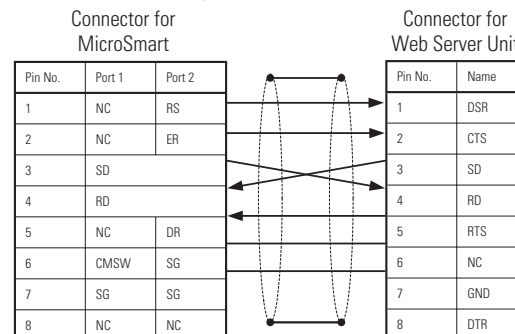 Connector for
MicroSmart
Connector for
Web Server Unit
Pin No. Port 1 Port 2
1 NC RS
2 NC ER
3 SD
4 RD
5 NC DR
6 CMSW SG
7 SG SG
8 NC NC
Pin No. Name
1 DSR
2 CTS
3 SD
4 RD
5 RTS
6 NC
7 GND
8 DTR